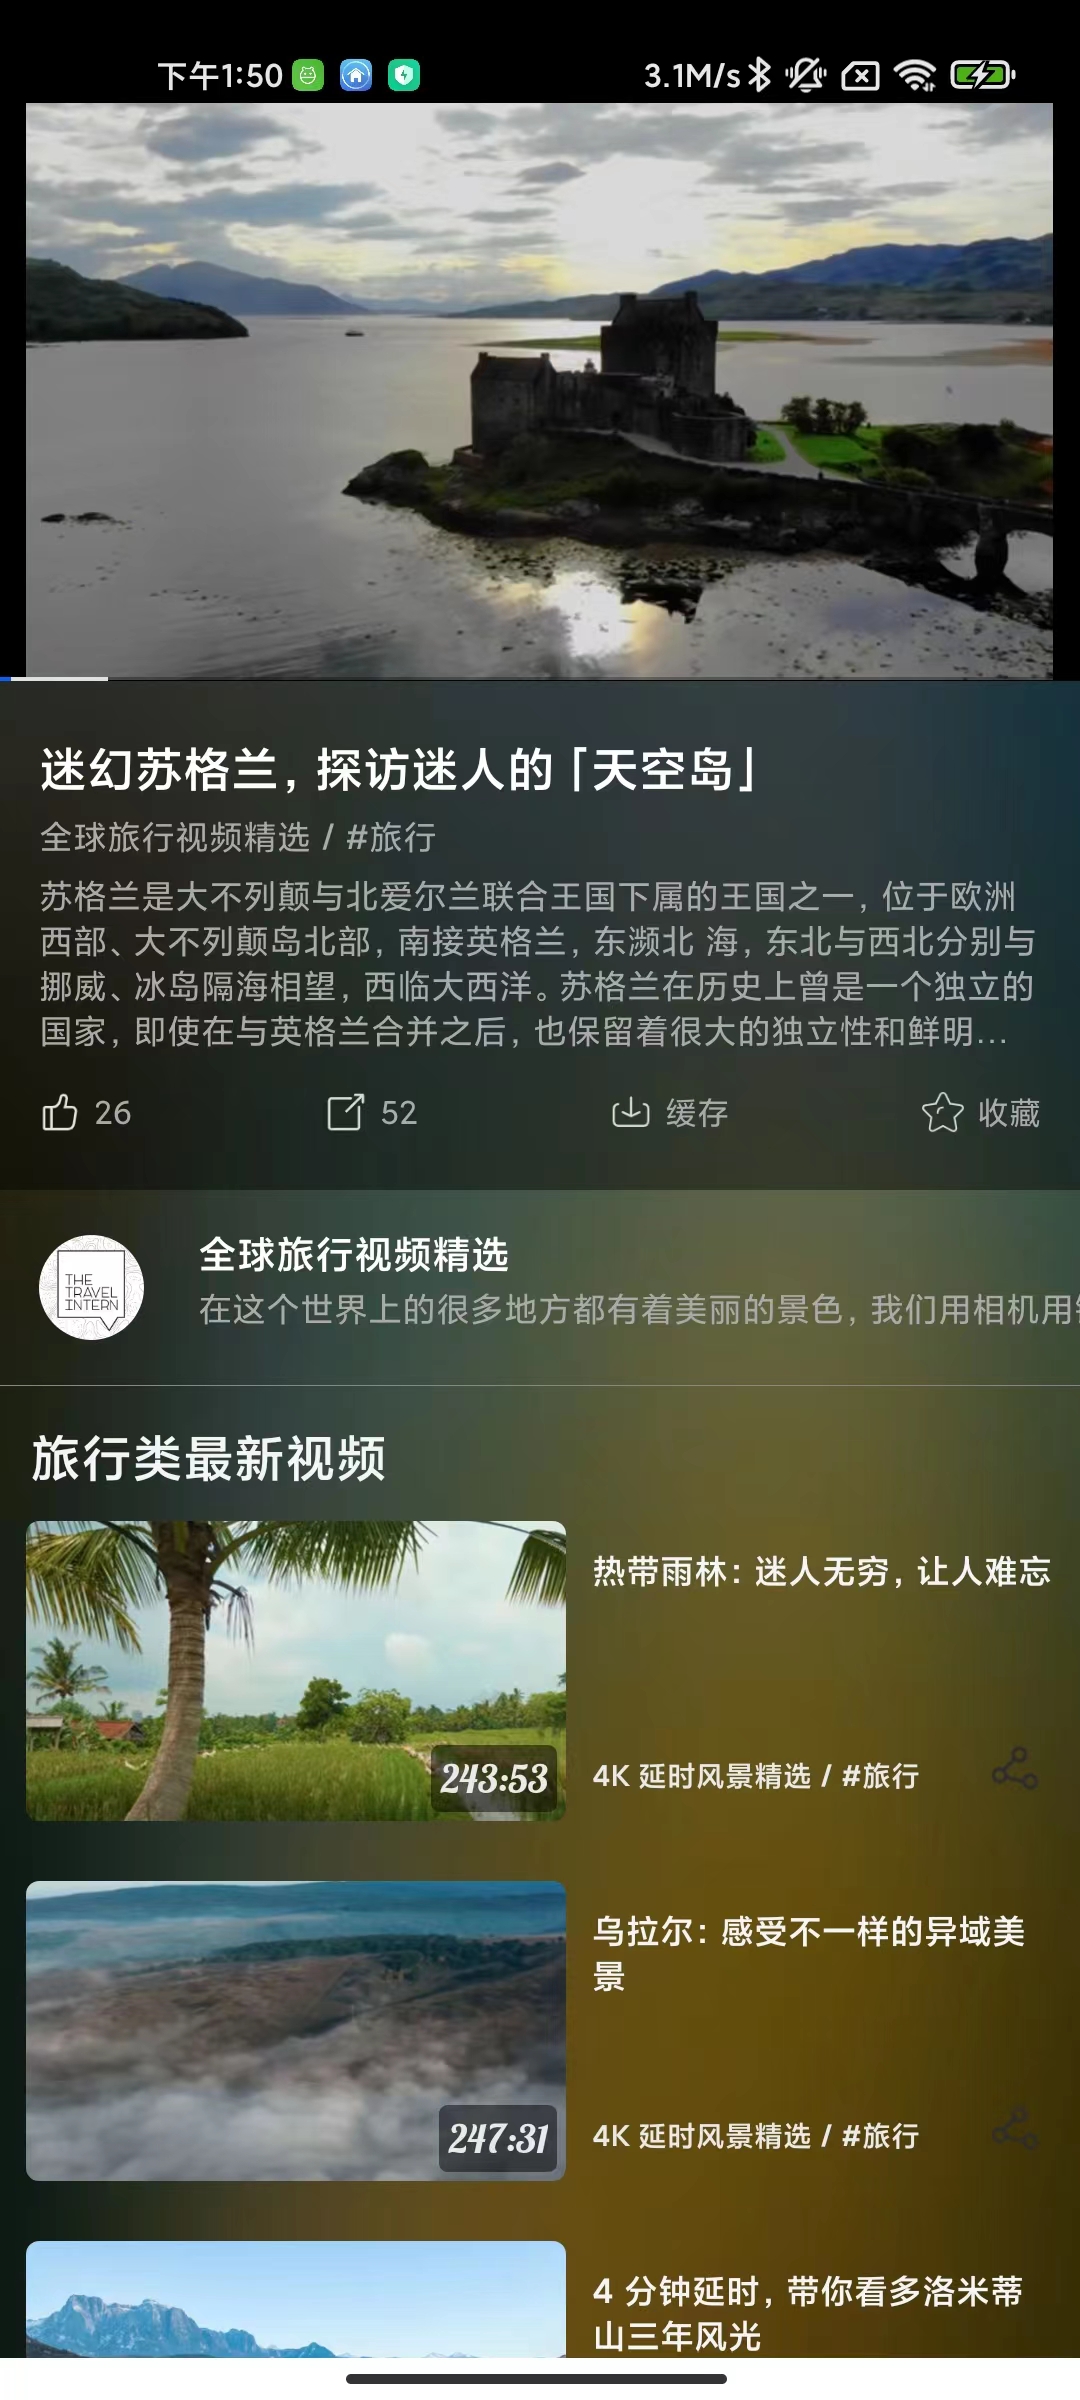 下午1:50
3.1M/s
迷幻苏格兰，探访迷人的「天空岛」
全球旅行视频精选 / #旅行
苏格兰是大不列颠与北爱尔兰联合王国下属的王国之一，位于欧洲
西部、大不列颠岛北部，南接英格兰，东濒北 海，东北与西北分别与
挪威、冰岛隔海相望，西临大西洋。苏格兰在历史上曾是一个独立的
国家，即使在与英格兰合并之后，也保留着很大的独立性和鲜明...
26
52
缓存
收藏
THE
TRAVEL
INTERN
全球旅行视频精选
在这个世界上的很多地方都有着美丽的景色，我们用相机用
旅行类最新视频
热带雨林：迷人无穷，让人难忘
243:53
4K 延时风景精选 / #旅行
乌拉尔：感受不一样的异域美
景
247:31
4K 延时风景精选 / #旅行
4 分钟延时，带你看多洛米蒂
山三年风光